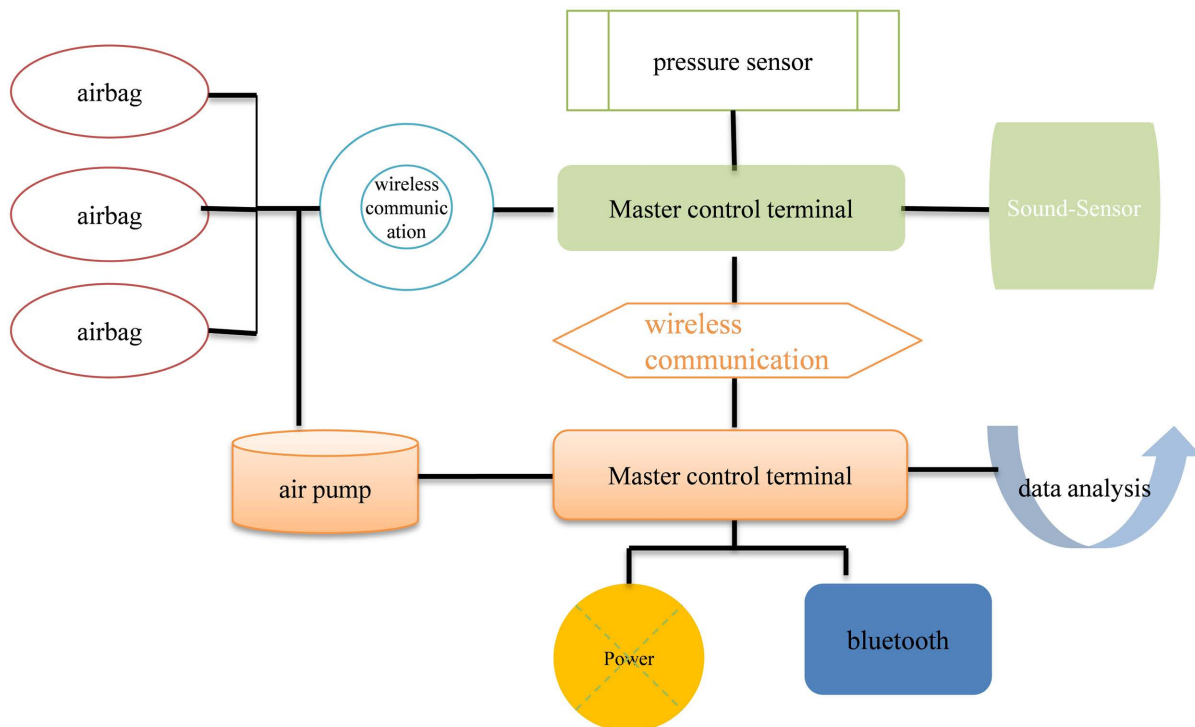 pressure sensor
airbag
airbag
airbag
wireless
communic
ation
Master control terminal
Sound-Sensor
wireless
communication
air pump
Master control terminal
data analysis
Power
bluetooth